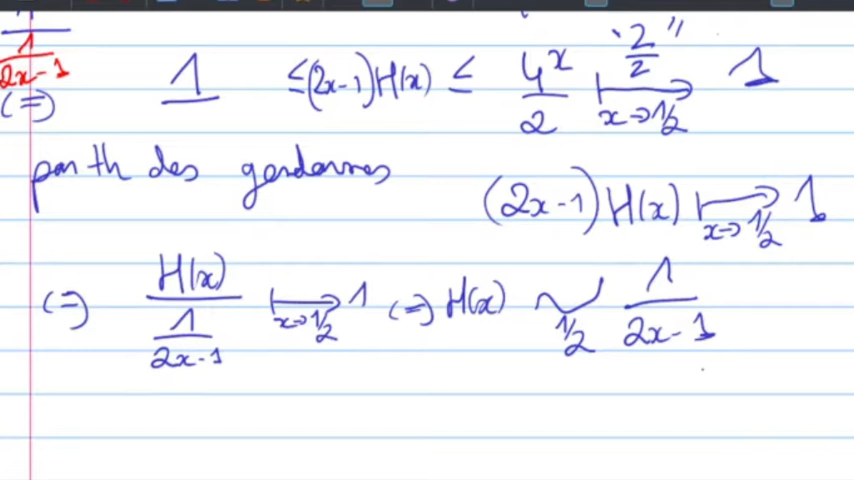 1/(2x-1)
(=) 1 ≤ (2x-1)H(x) ≤ 4^x/2 ⟼ "2/2" x→1/2 1
par th des gendarmes
(2x-1)H(x) ⟼ x→1/2 1
(=) H(x)/(1/(2x-1)) ⟼ x→1/2 1 (=) H(x) ~ 1/2 1/(2x-1)